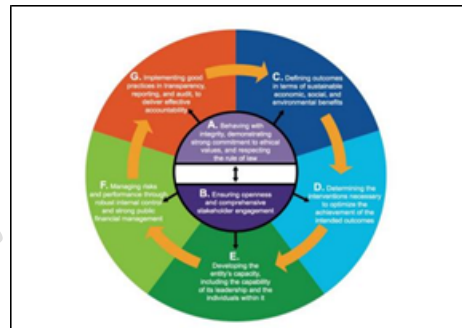 A.
Behaving with
integrity, demonstrating
strong commitment to ethical
values, and respecting
the rule of law
B. Ensuring openness
and comprehensive
stakeholder engagement
C. Defining outcomes
in terms of sustainable
economic, social, and
environmental benefits
D. Determining the
interventions necessary
to optimize the
achievement of the
intended outcomes
E.
Developing the
entity's capacity,
including the capability
of its leadership and the
individuals within it
F. Managing risks
and performance through
robust internal control
and strong public
financial management
G. Implementing good
practices in transparency,
reporting, and audit, to
deliver effective
accountability